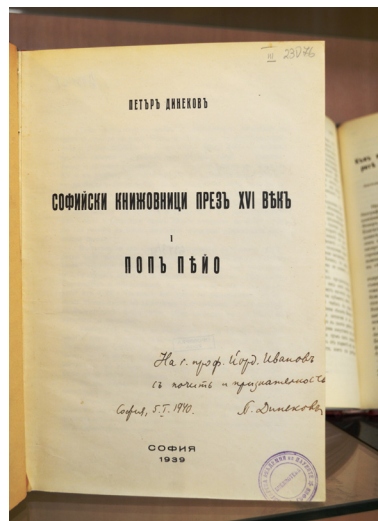 III 23076
ПЕТЪРЪ ДИНЕКОВЪ
СОФИЙСКИ КНИЖОВНИЦИ ПРЕЗЪ XVI ВѢКЪ
I
ПОПЪ ПѢЙО
На г. проф. Йорд. Ивановъ
съ почить и признателность
София, 5.I.1940. П. Динековъ
СОФИЯ
1939